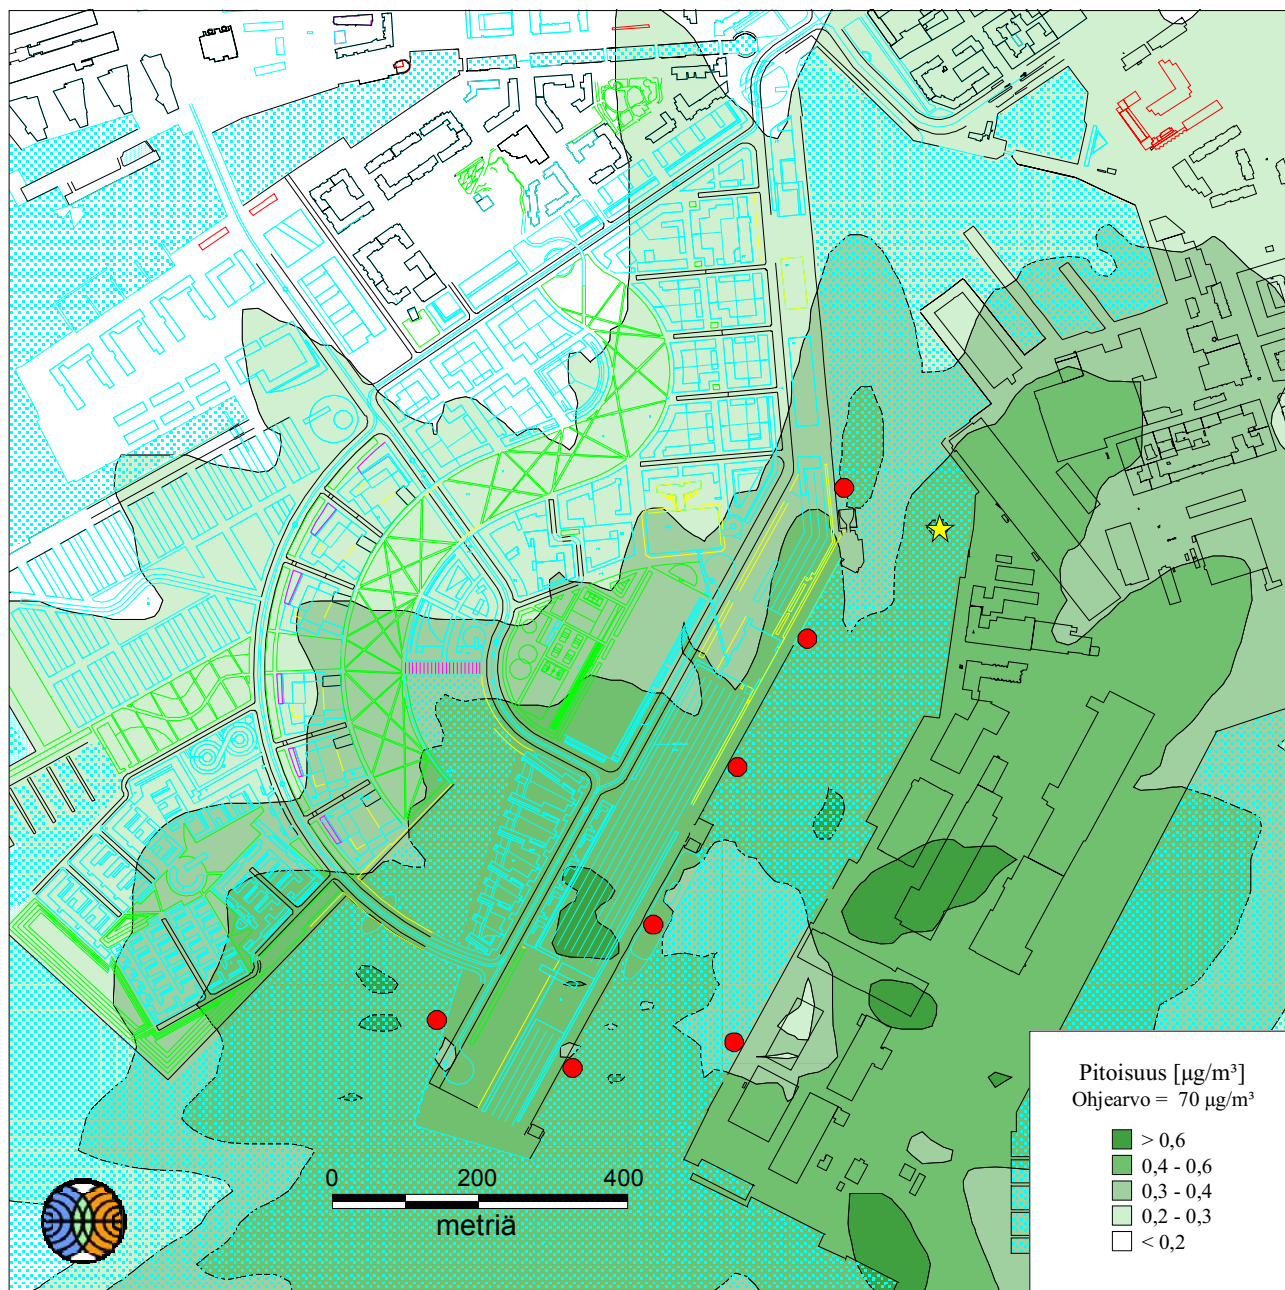 Pitoisuus [µg/m³]
Ohjearvo = 70 µg/m³
> 0,6
0,4 - 0,6
0,3 - 0,4
0,2 - 0,3
< 0,2
0 200 400
metriä